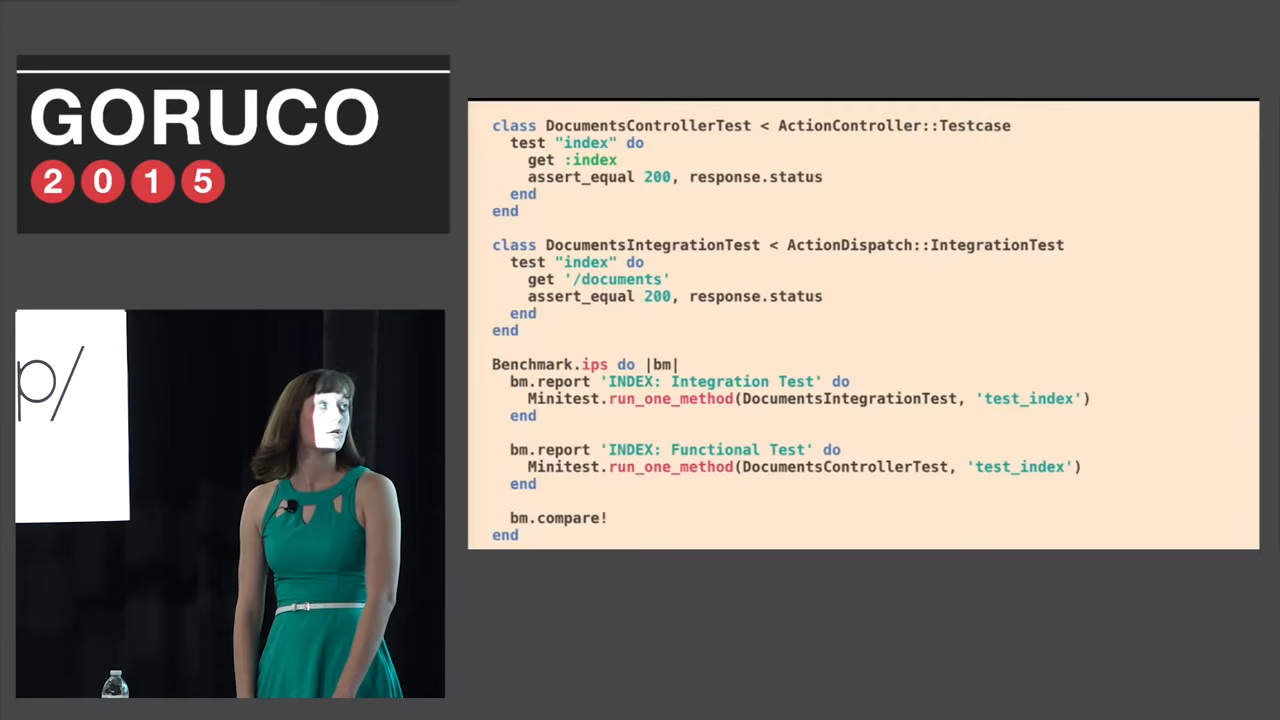 GORUCO
2 0 1 5
p/
class DocumentsControllerTest < ActionController::Testcase
  test "index" do
    get :index
    assert_equal 200, response.status
  end
end
class DocumentsIntegrationTest < ActionDispatch::IntegrationTest
  test "index" do
    get '/documents'
    assert_equal 200, response.status
  end
end
Benchmark.ips do |bm|
  bm.report 'INDEX: Integration Test' do
    Minitest.run_one_method(DocumentsIntegrationTest, 'test_index')
  end
  bm.report 'INDEX: Functional Test' do
    Minitest.run_one_method(DocumentsControllerTest, 'test_index')
  end
  bm.compare!
end